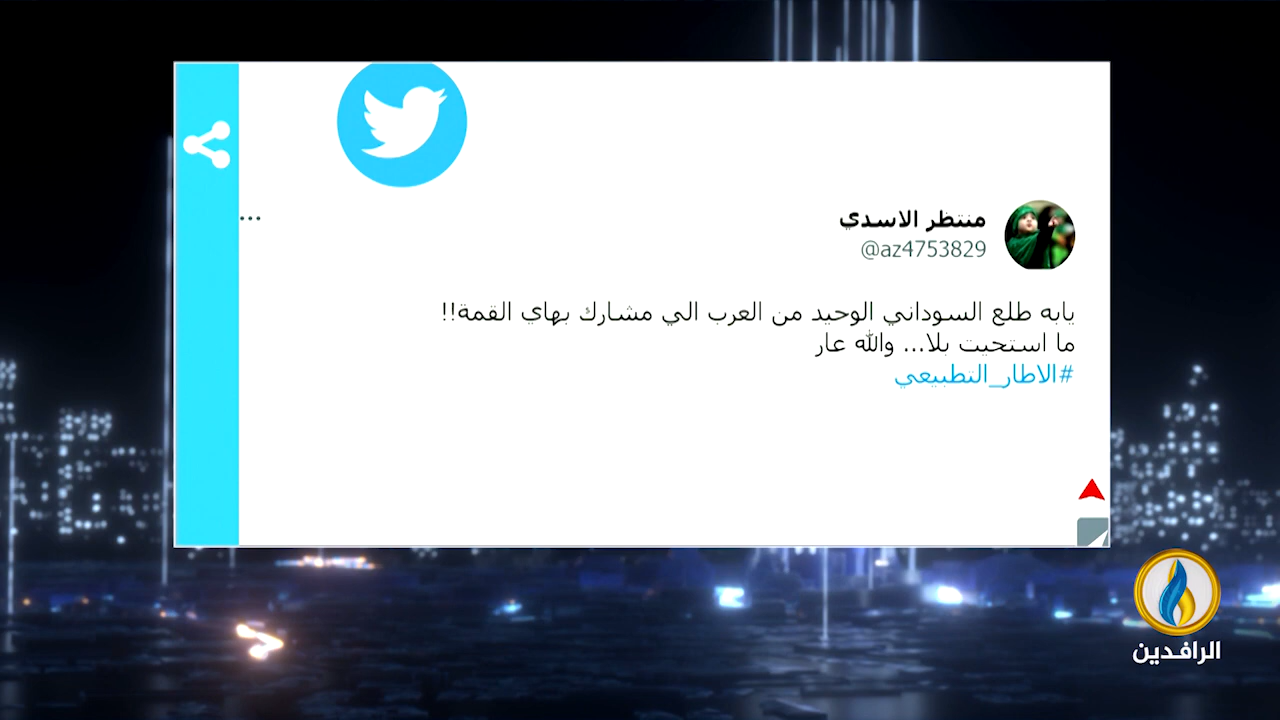 ...
منتظر الاسدي
@az4753829
يابه طلع السوداني الوحيد من العرب الي مشارك بهاي القمة!!
ما استحيت بلا... والله عار
#الاطار_التطبيعي
الرافدين